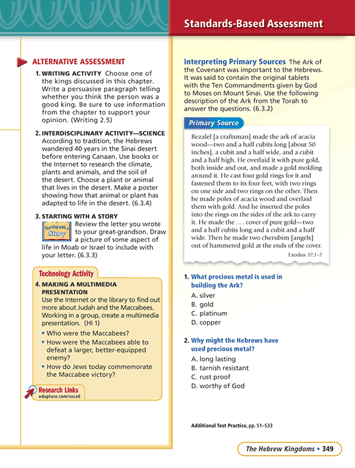 Standards-Based Assessment
ALTERNATIVE ASSESSMENT
1. WRITING ACTIVITY Choose one of
the kings discussed in this chapter.
Write a persuasive paragraph telling
whether you think the person was a
good king. Be sure to use information
from the chapter to support your
opinion. (Writing 2.5)
2. INTERDISCIPLINARY ACTIVITY—SCIENCE
According to tradition, the Hebrews
wandered 40 years in the Sinai desert
before entering Canaan. Use books or
the Internet to research the climate,
plants and animals, and the soil of
the desert. Choose a plant or animal
that lives in the desert. Make a poster
showing how that animal or plant has
adapted to life in the desert. (6.3.4)
3. STARTING WITH A STORY
Starting with a Story
Review the letter you wrote
to your great-grandson. Draw
a picture of some aspect of
life in Moab or Israel to include with
your letter. (6.3.3)
Technology Activity
4. MAKING A MULTIMEDIA
PRESENTATION
Use the Internet or the library to find out
more about Judah and the Maccabees.
Working in a group, create a multimedia
presentation. (HI 1)
• Who were the Maccabees?
• How were the Maccabees able to
defeat a larger, better-equipped
enemy?
• How do Jews today commemorate
the Maccabee victory?
Research Links
eduplace.com/ssca6
Interpreting Primary Sources The Ark of
the Covenant was important to the Hebrews.
It was said to contain the original tablets
with the Ten Commandments given by God
to Moses on Mount Sinai. Use the following
description of the Ark from the Torah to
answer the questions. (6.3.2)
Primary Source
Bezalel [a craftsman] made the ark of acacia
wood—two and a half cubits long [about 50
inches], a cubit and a half wide, and a cubit
and a half high. He overlaid it with pure gold,
both inside and out, and made a gold molding
around it. He cast four gold rings for it and
fastened them to its four feet, with two rings
on one side and two rings on the other. Then
he made poles of acacia wood and overlaid
them with gold. And he inserted the poles
into the rings on the sides of the ark to carry
it. He made the . . . cover of pure gold—two
and a half cubits long and a cubit and a half
wide. Then he made two cherubim [angels]
out of hammered gold at the ends of the cover.
Exodus 37:1–7
1. What precious metal is used in
building the Ark?
A. silver
B. gold
C. platinum
D. copper
2. Why might the Hebrews have
used precious metal?
A. long lasting
B. tarnish resistant
C. rust proof
D. worthy of God
Additional Test Practice, pp. S1–S33
The Hebrew Kingdoms • 349